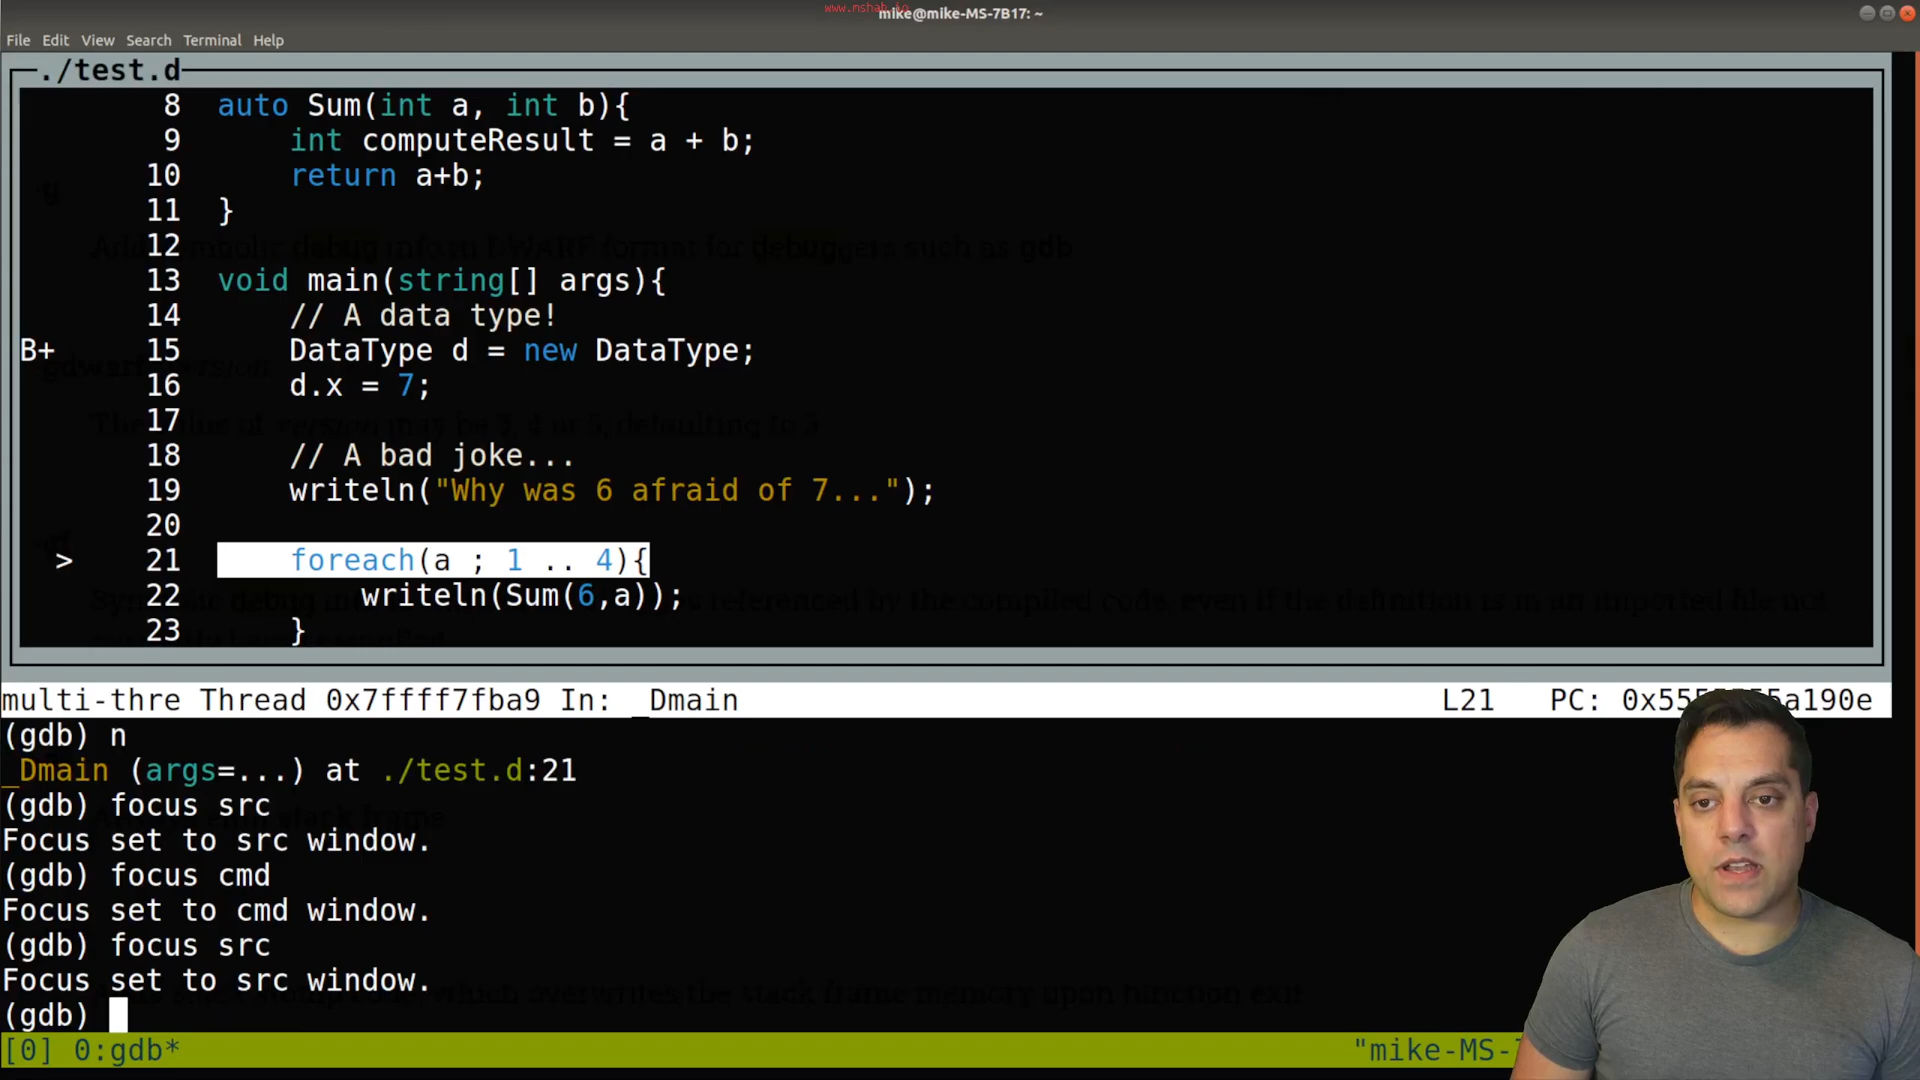 www.mshah.io
mike@mike-MS-7B17: ~
File Edit View Search Terminal Help
./test.d
8 auto Sum(int a, int b){
9 int computeResult = a + b;
10 return a+b;
11 }
12
13 void main(string[] args){
14 // A data type!
B+ 15 DataType d = new DataType;
16 d.x = 7;
17
18 // A bad joke...
19 writeln("Why was 6 afraid of 7...");
20
> 21 foreach(a ; 1 .. 4){
22 writeln(Sum(6,a));
23 }
multi-thre Thread 0x7ffff7fba9 In: _Dmain L21 PC: a190e
(gdb) n
_Dmain (args=...) at ./test.d:21
(gdb) focus src
Focus set to src window.
(gdb) focus cmd
Focus set to cmd window.
(gdb) focus src
Focus set to src window.
(gdb)
[0] 0:gdb* "mike-MS-7